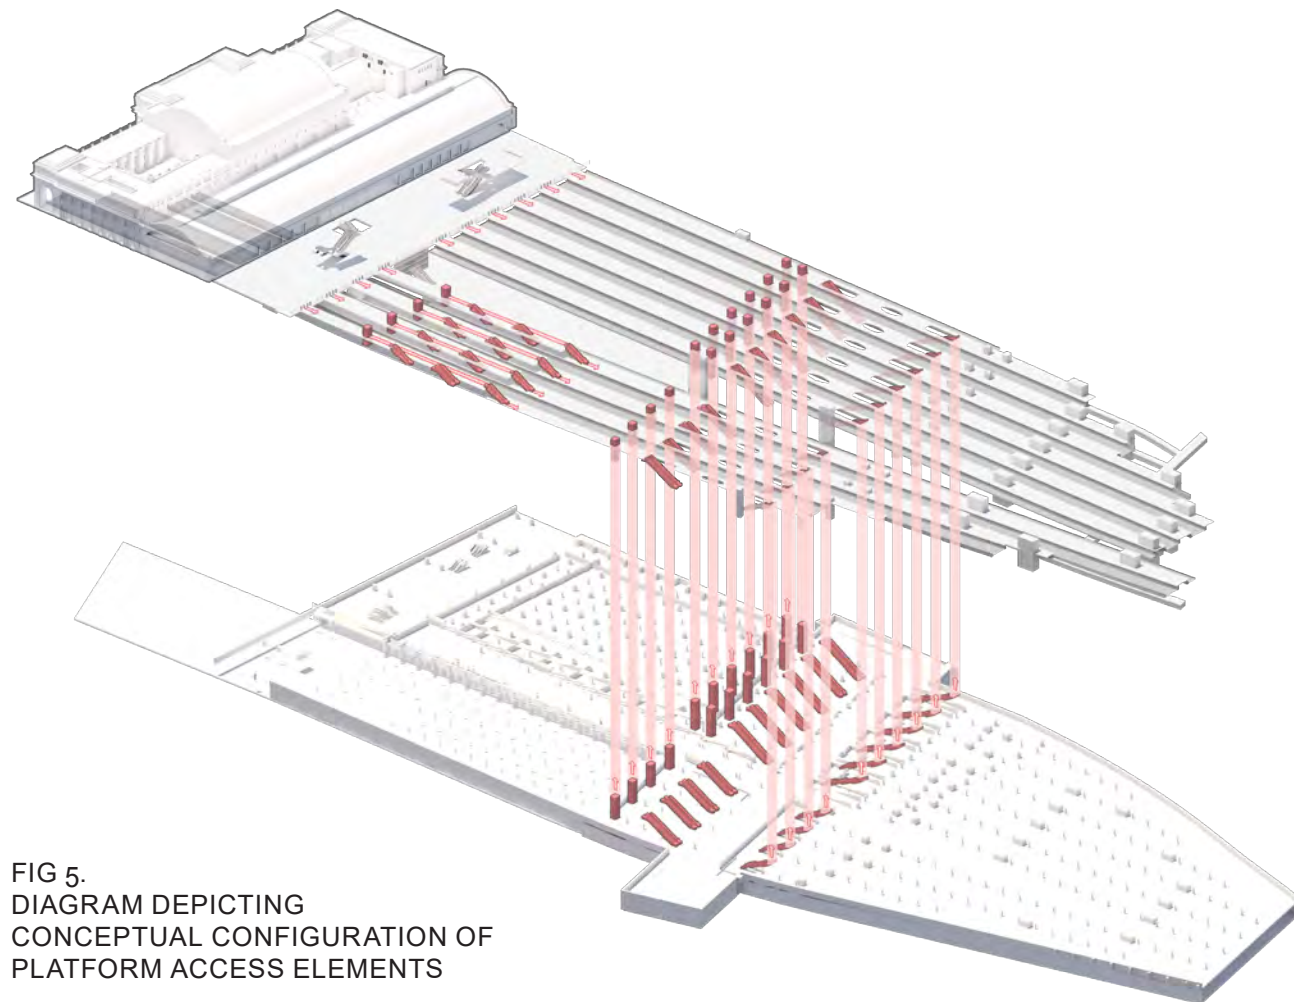 FIG 5.
DIAGRAM DEPICTING
CONCEPTUAL CONFIGURATION OF
PLATFORM ACCESS ELEMENTS